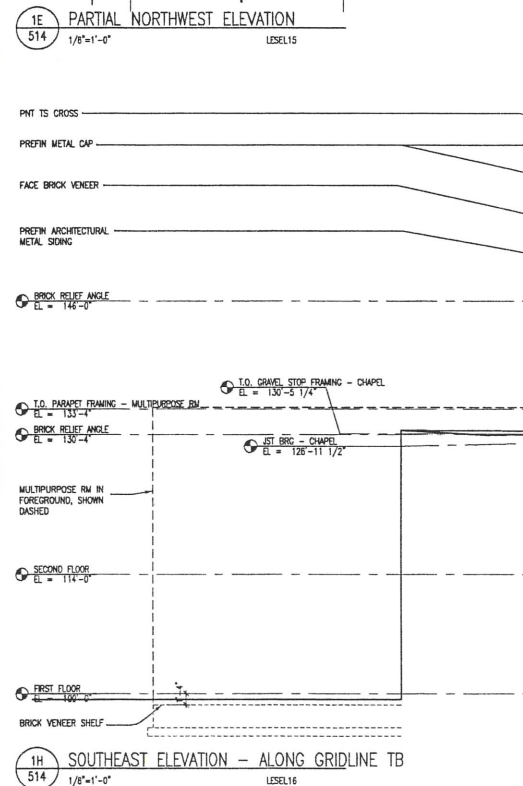 1E PARTIAL NORTHWEST ELEVATION
514 1/8"=1'-0" LESEL15
PNT TS CROSS
PREFIN METAL CAP
FACE BRICK VENEER
PREFIN ARCHITECTURAL
METAL SIDING
BRICK RELIEF ANGLE
EL = 146'-0"
T.O. GRAVEL STOP FRAMING - CHAPEL
EL = 130'-5 1/4"
T.O. PARAPET FRAMING - MULTIPURPOSE RM
EL = 133'-4"
BRICK RELIEF ANGLE
EL = 130'-4"
JST BRG - CHAPEL
EL = 126'-11 1/2"
MULTIPURPOSE RM IN
FOREGROUND, SHOWN
DASHED
SECOND FLOOR
EL = 114'-0"
FIRST FLOOR
EL = 100'-0"
BRICK VENEER SHELF
1H SOUTHEAST ELEVATION - ALONG GRIDLINE TB
514 1/8"=1'-0" LESEL16